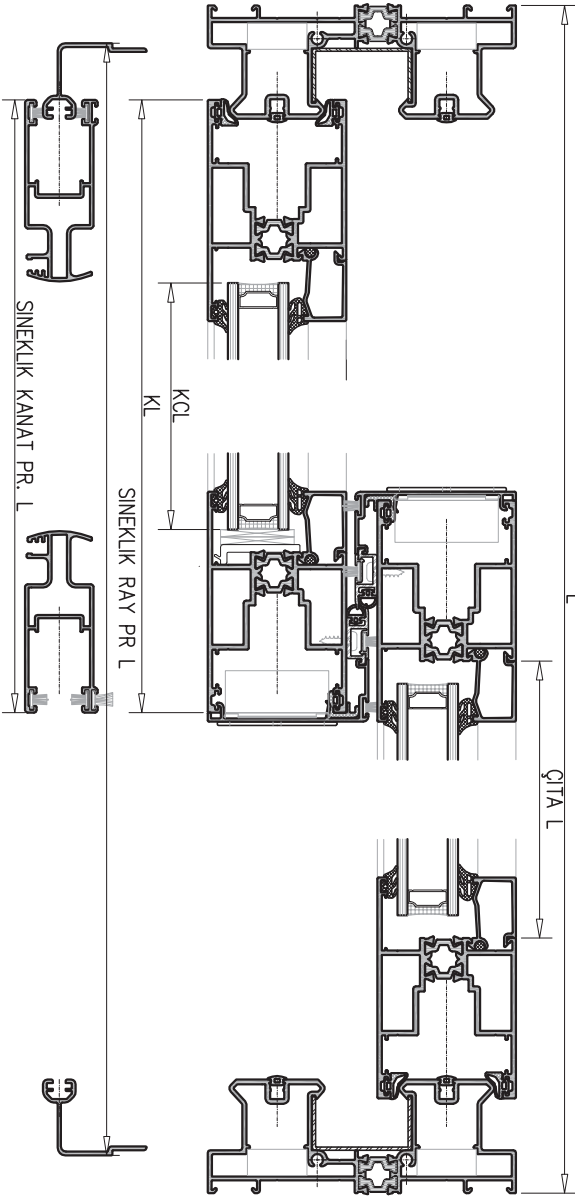 L
ÇITA L
KCL
KL
SINEKLIK RAY PR L
SINEKLIK KANAT PR. L